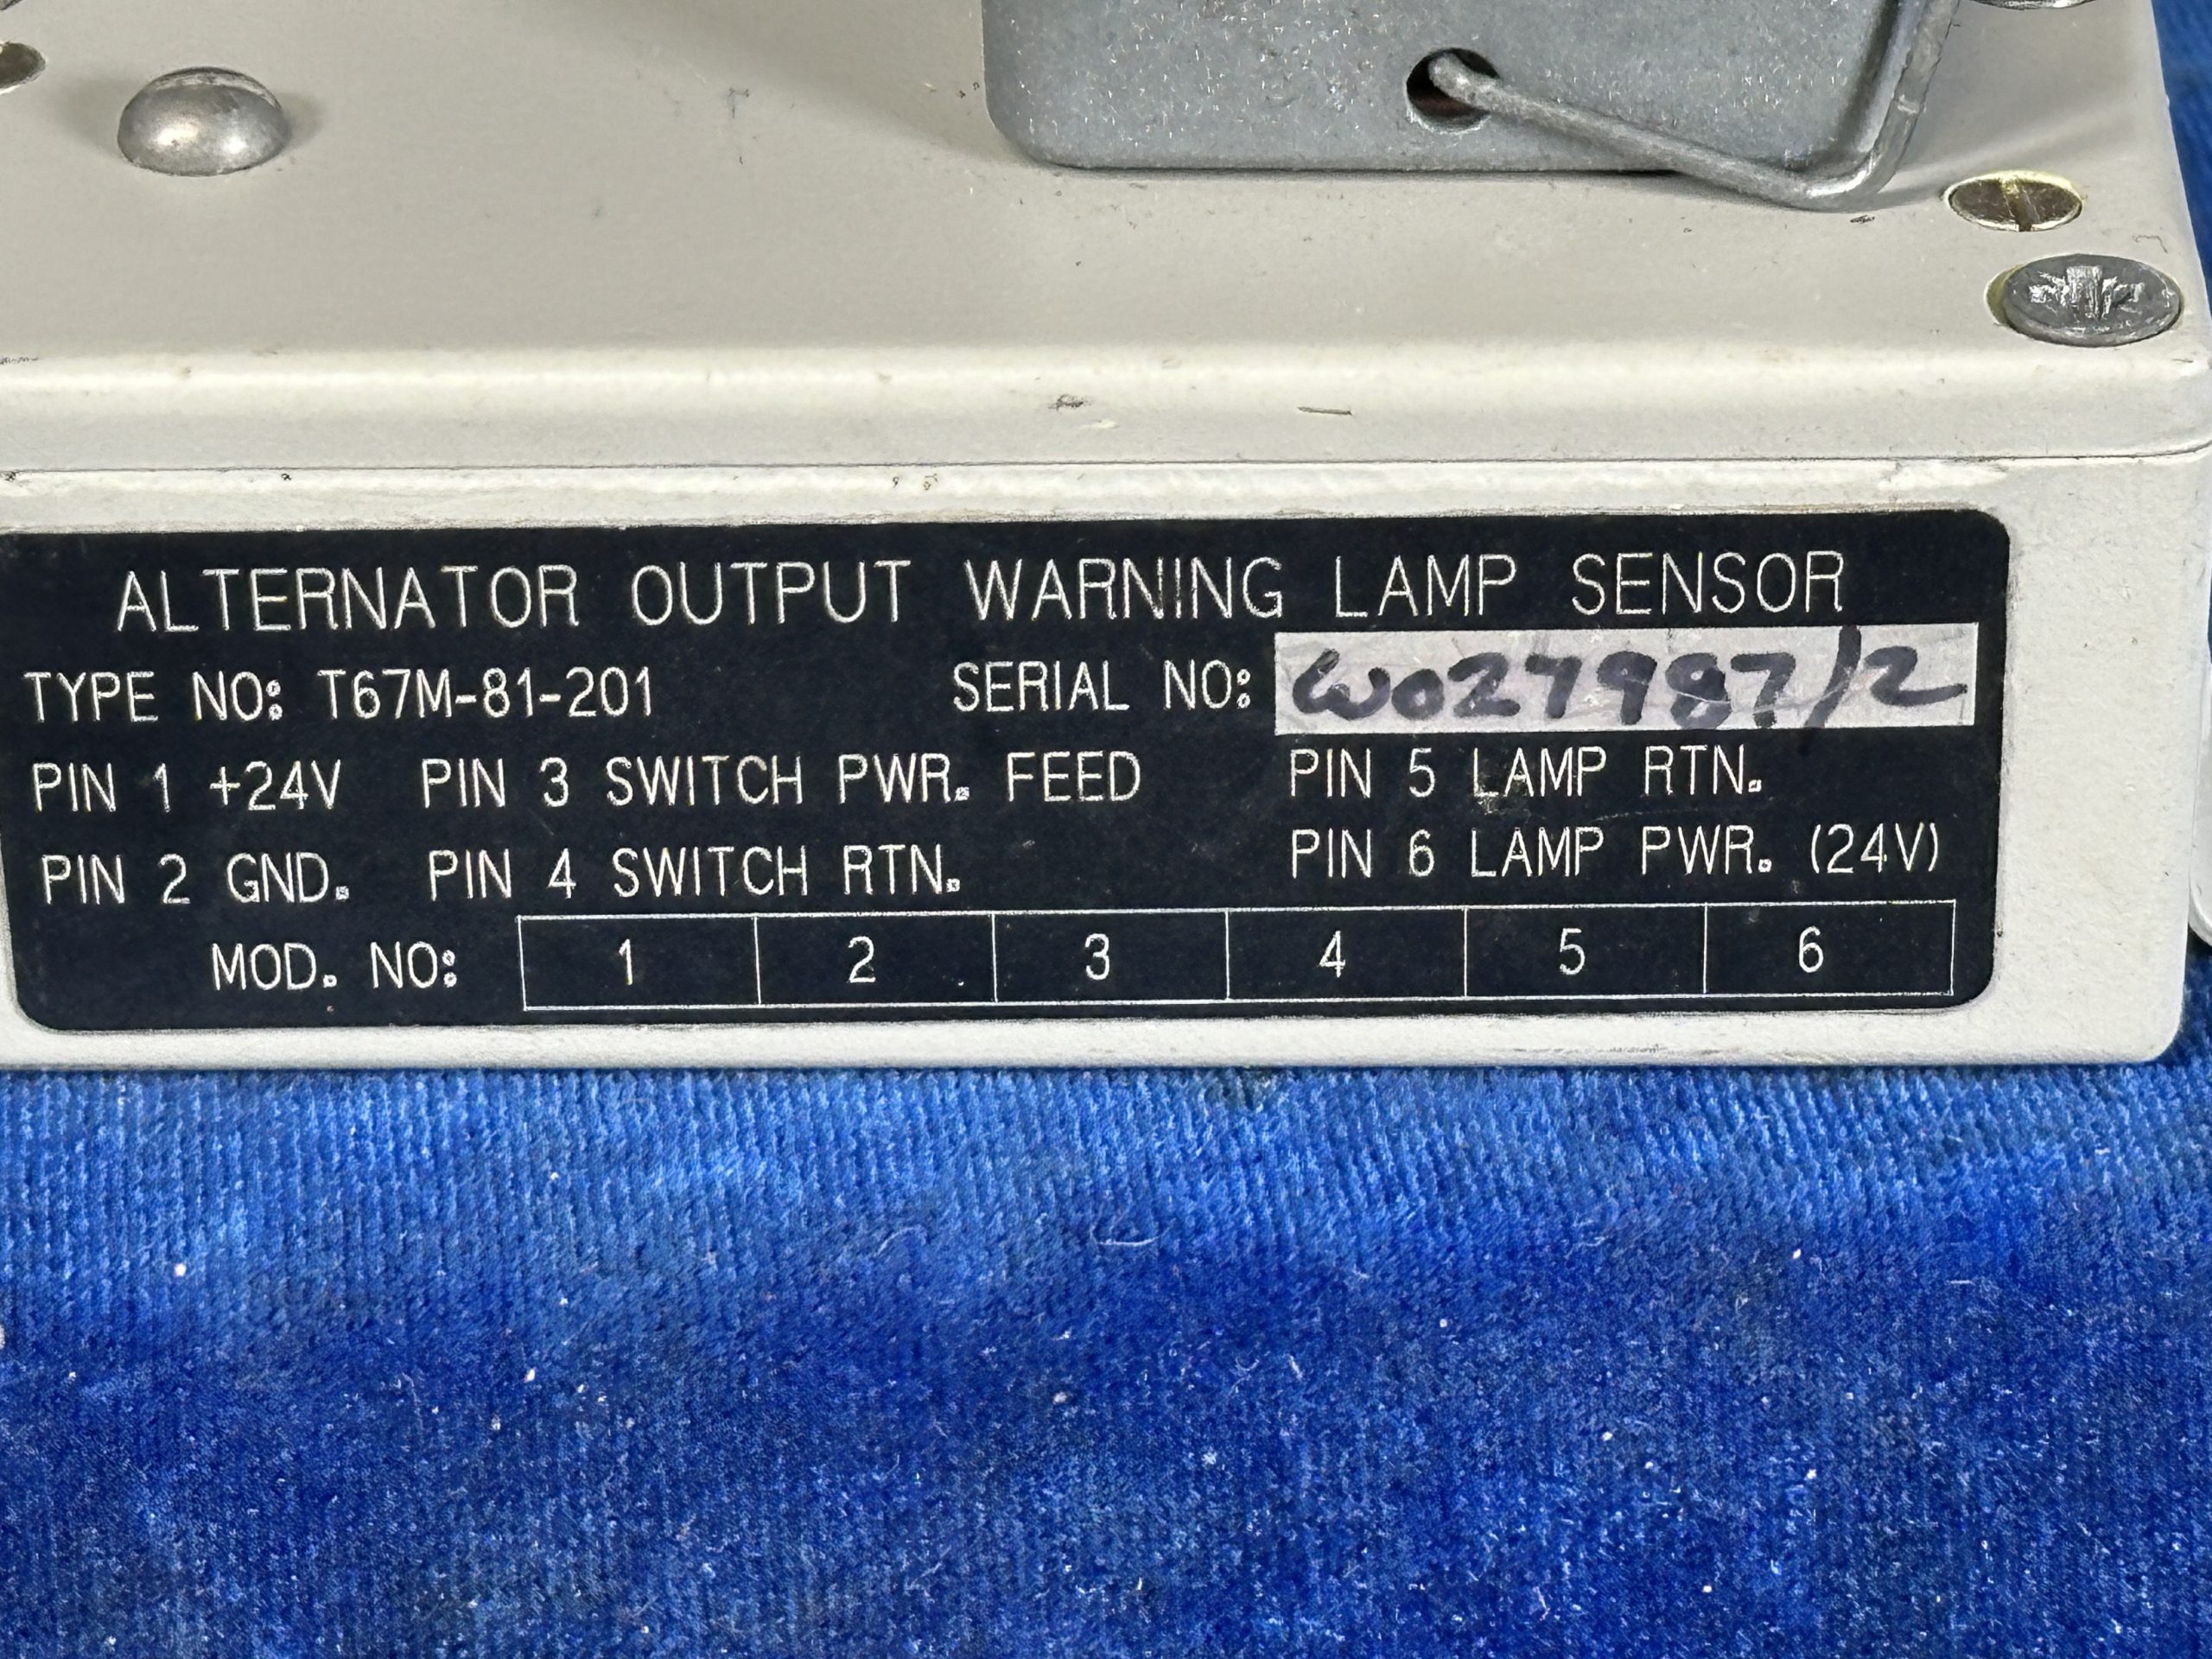 ALTERNATOR OUTPUT WARNING LAMP SENSOR
TYPE NO: T67M-81-201 SERIAL NO: W027987/2
PIN 1 +24V PIN 3 SWITCH PWR. FEED PIN 5 LAMP RTN.
PIN 2 GND. PIN 4 SWITCH RTN. PIN 6 LAMP PWR. (24V)
MOD. NO: 1 2 3 4 5 6